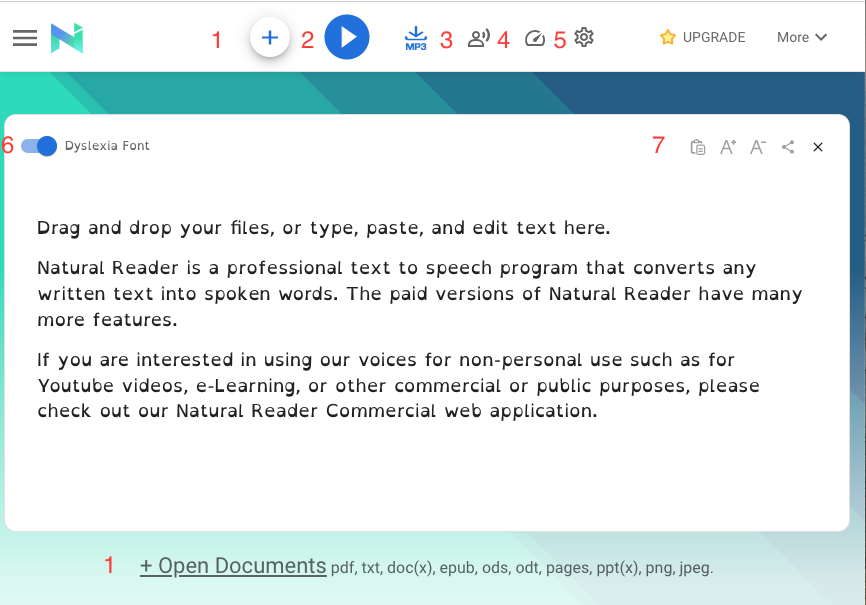 1 + 2 MP3 3 4 5 UPGRADE More
6 Dyslexia Font 7 A+ A-
Drag and drop your files, or type, paste, and edit text here.
Natural Reader is a professional text to speech program that converts any
written text into spoken words. The paid versions of Natural Reader have many
more features.
If you are interested in using our voices for non-personal use such as for
Youtube videos, e-Learning, or other commercial or public purposes, please
check out our Natural Reader Commercial web application.
1 + Open Documents pdf, txt, doc(x), epub, ods, odt, pages, ppt(x), png, jpeg.